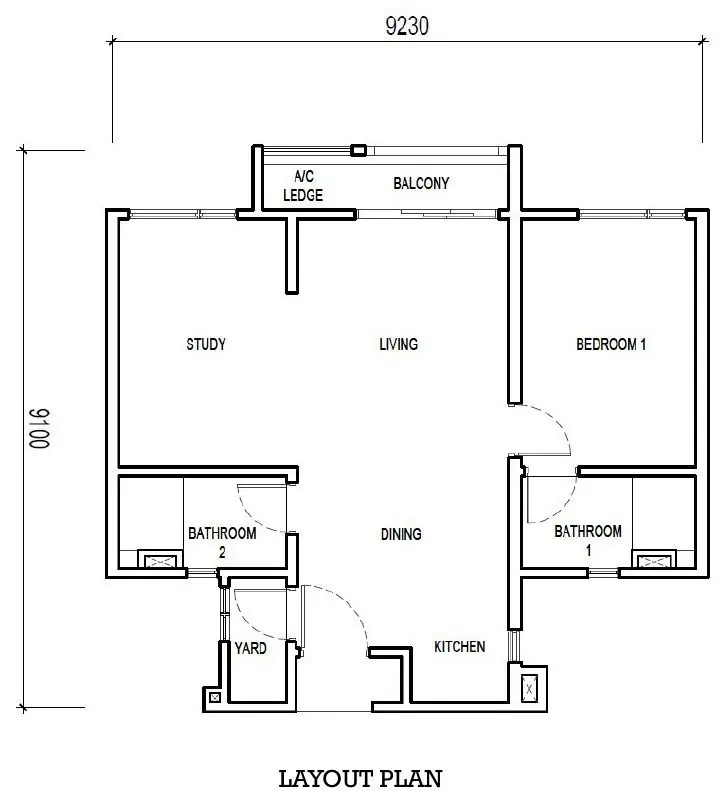 9230
A/C
LEDGE
BALCONY
STUDY
LIVING
BEDROOM 1
9100
BATHROOM
2
DINING
BATHROOM
1
YARD
KITCHEN
LAYOUT PLAN